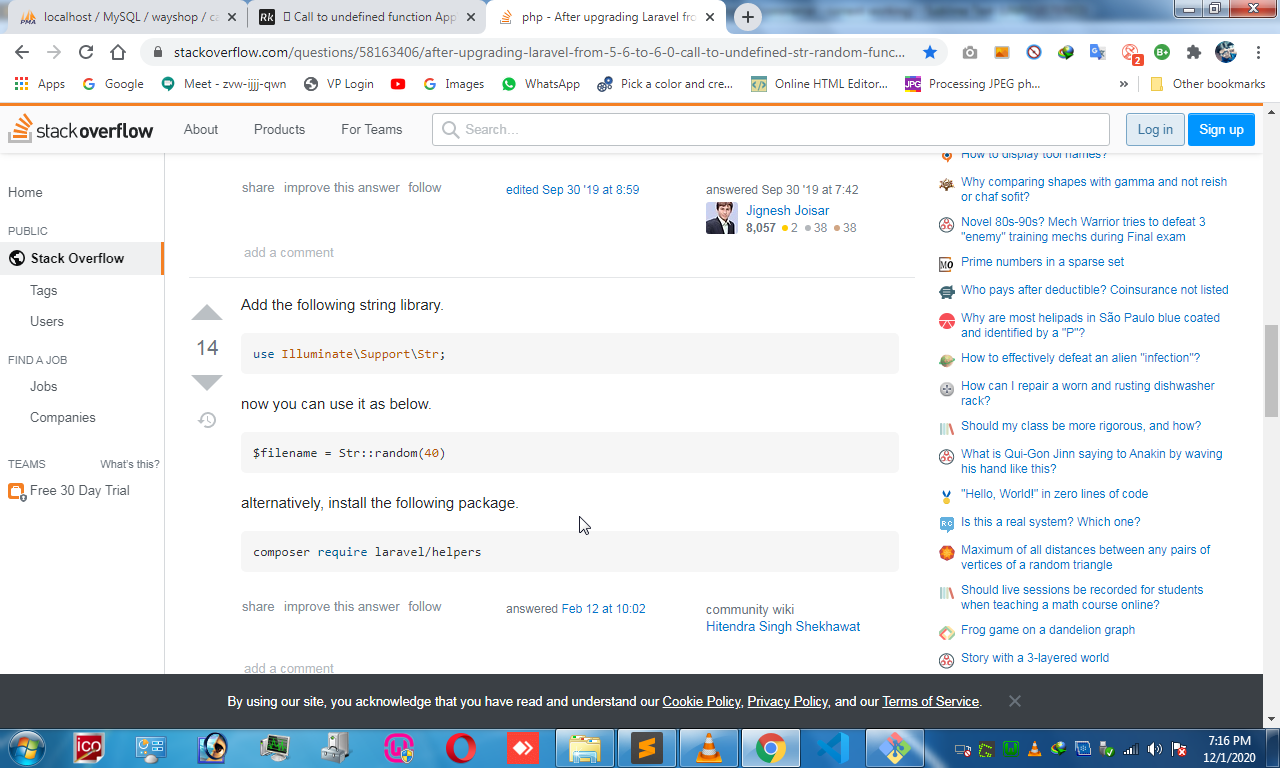 localhost / MySQL / wayshop / ca
Call to undefined function App
php - After upgrading Laravel fro
stackoverflow.com/questions/58163406/after-upgrading-laravel-from-5-6-to-6-0-call-to-undefined-str-random-func...
2
B+
Apps
Google
Meet - zvw-ijjj-qwn
VP Login
Images
WhatsApp
Pick a color and cre...
Online HTML Editor...
JPG
Processing JPEG ph...
»
Other bookmarks
stackoverflow
About
Products
For Teams
Search...
Log in
Sign up
Home
PUBLIC
Stack Overflow
Tags
Users
FIND A JOB
Jobs
Companies
TEAMS
What's this?
Free 30 Day Trial
share improve this answer follow
edited Sep 30 '19 at 8:59
answered Sep 30 '19 at 7:42
Jignesh Joisar
8,057 2 38 38
add a comment
14
Add the following string library.
use Illuminate\Support\Str;
now you can use it as below.
$filename = Str::random(40)
alternatively, install the following package.
composer require laravel/helpers
share improve this answer follow
answered Feb 12 at 10:02
community wiki
Hitendra Singh Shekhawat
add a comment
How to display tool names?
Why comparing shapes with gamma and not reish
or chaf sofit?
Novel 80s-90s? Mech Warrior tries to defeat 3
"enemy" training mechs during Final exam
Prime numbers in a sparse set
Who pays after deductible? Coinsurance not listed
Why are most helipads in São Paulo blue coated
and identified by a "P"?
How to effectively defeat an alien "infection"?
How can I repair a worn and rusting dishwasher
rack?
Should my class be more rigorous, and how?
What is Qui-Gon Jinn saying to Anakin by waving
his hand like this?
"Hello, World!" in zero lines of code
Is this a real system? Which one?
Maximum of all distances between any pairs of
vertices of a random triangle
Should live sessions be recorded for students
when teaching a math course online?
Frog game on a dandelion graph
Story with a 3-layered world
By using our site, you acknowledge that you have read and understand our Cookie Policy, Privacy Policy, and our Terms of Service.
7:16 PM
12/1/2020